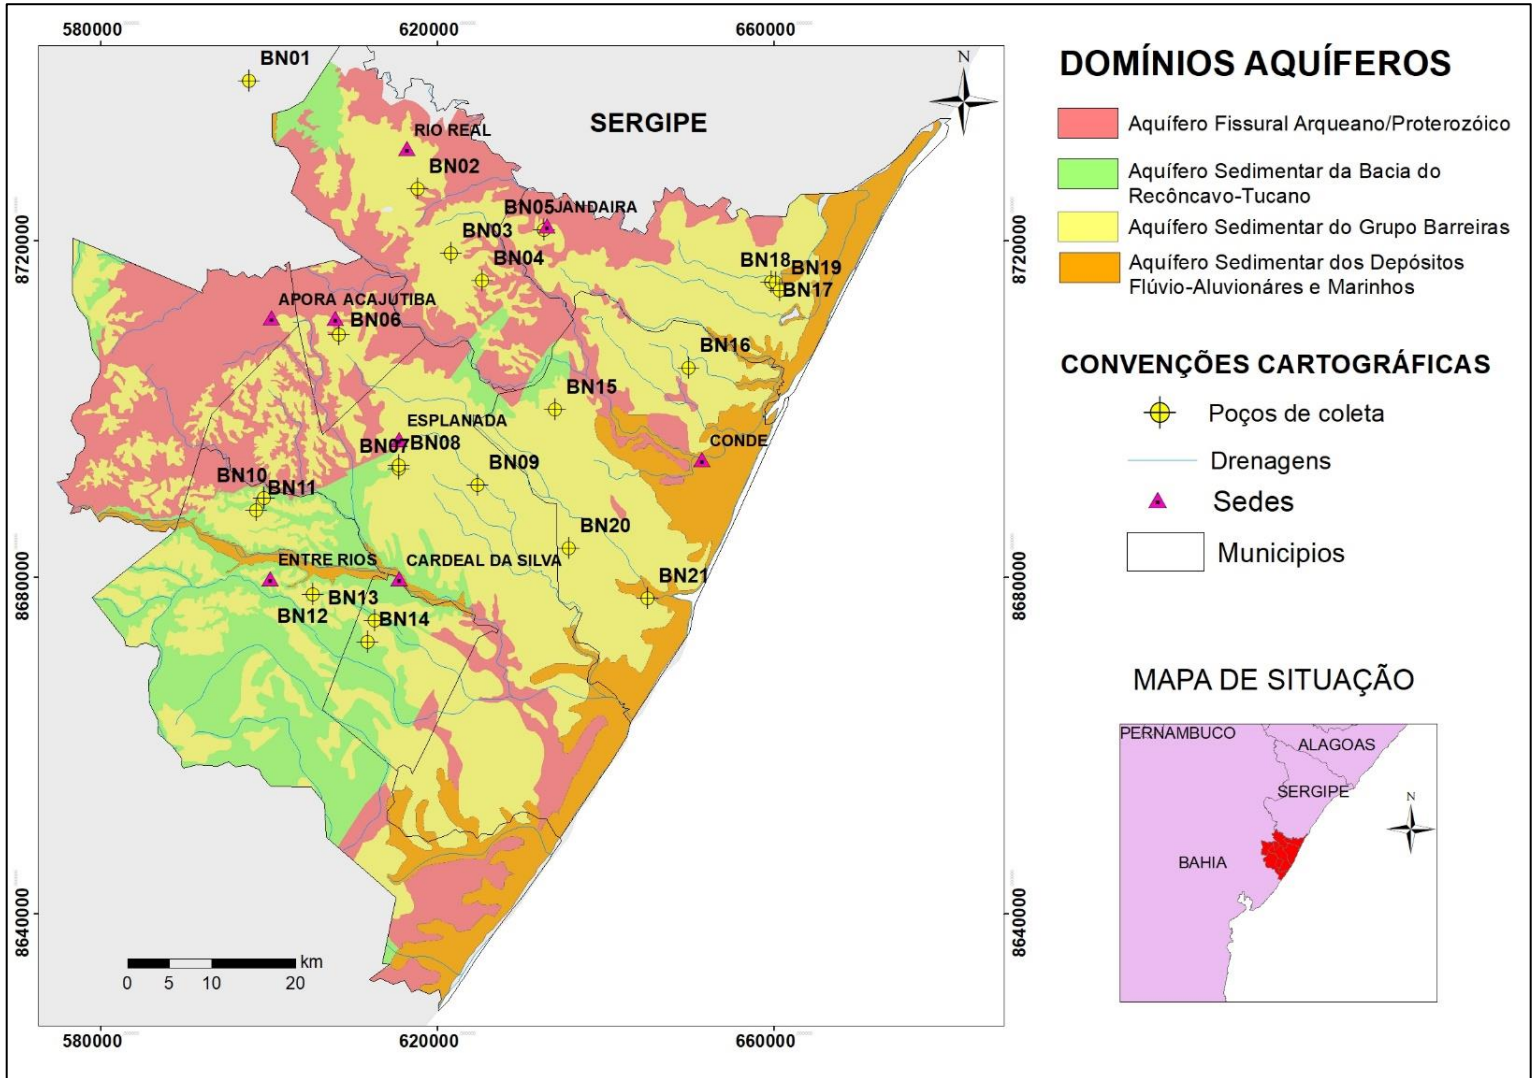 580000
620000
660000
BN01
N
SERGIPE
RIO REAL
BN02
BN05
JANDAIRA
BN03
BN04
8720000
8720000
BN18
BN19
BN17
APORA
ACAJUTIBA
BN06
BN16
BN15
ESPLANADA
BN07
BN08
CONDE
BN09
BN10
BN11
BN20
ENTRE RIOS
CARDEAL DA SILVA
BN21
8680000
8680000
BN13
BN12
BN14
8640000
8640000
km
0 5 10 20
580000
620000
660000
DOMÍNIOS AQUÍFEROS
Aquífero Fissural Arqueano/Proterozóico
Aquífero Sedimentar da Bacia do
Recôncavo-Tucano
Aquífero Sedimentar do Grupo Barreiras
Aquífero Sedimentar dos Depósitos
Flúvio-Aluvionáres e Marinhos
CONVENÇÕES CARTOGRÁFICAS
Poços de coleta
Drenagens
Sedes
Municipios
MAPA DE SITUAÇÃO
PERNAMBUCO
ALAGOAS
SERGIPE
N
BAHIA